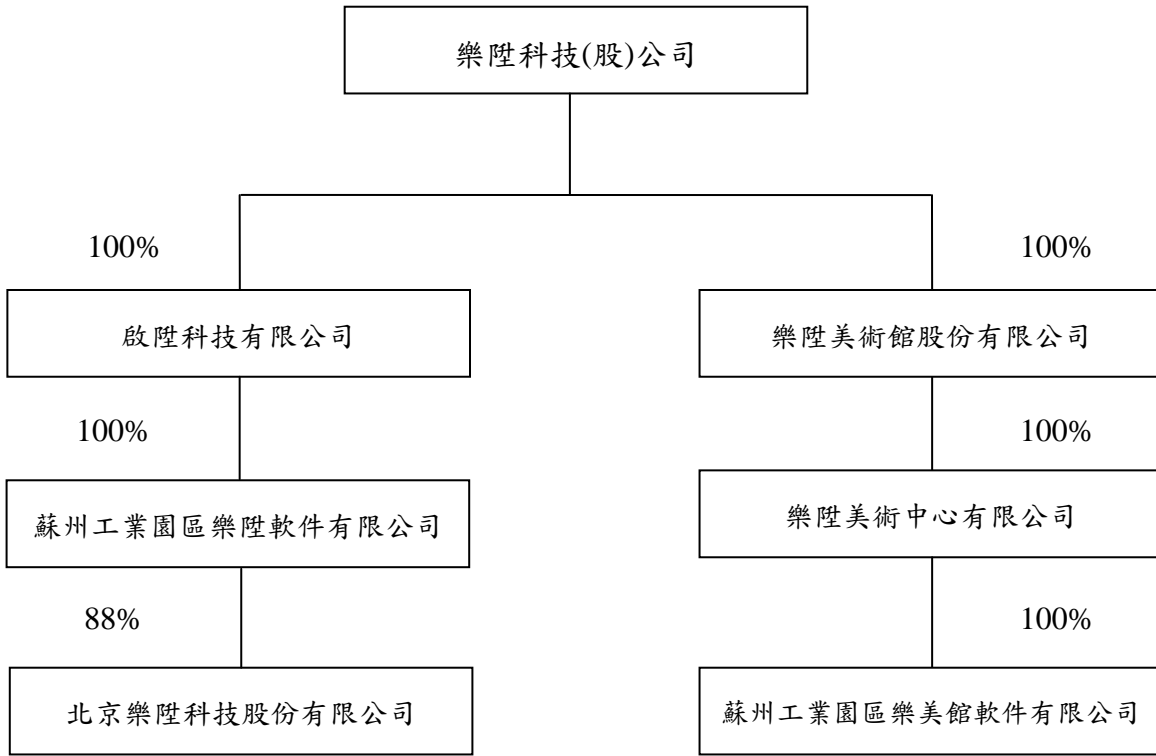 樂陞科技(股)公司
100%
100%
啟陞科技有限公司
樂陞美術館股份有限公司
100%
100%
蘇州工業園區樂陞軟件有限公司
樂陞美術中心有限公司
88%
100%
北京樂陞科技股份有限公司
蘇州工業園區樂美館軟件有限公司